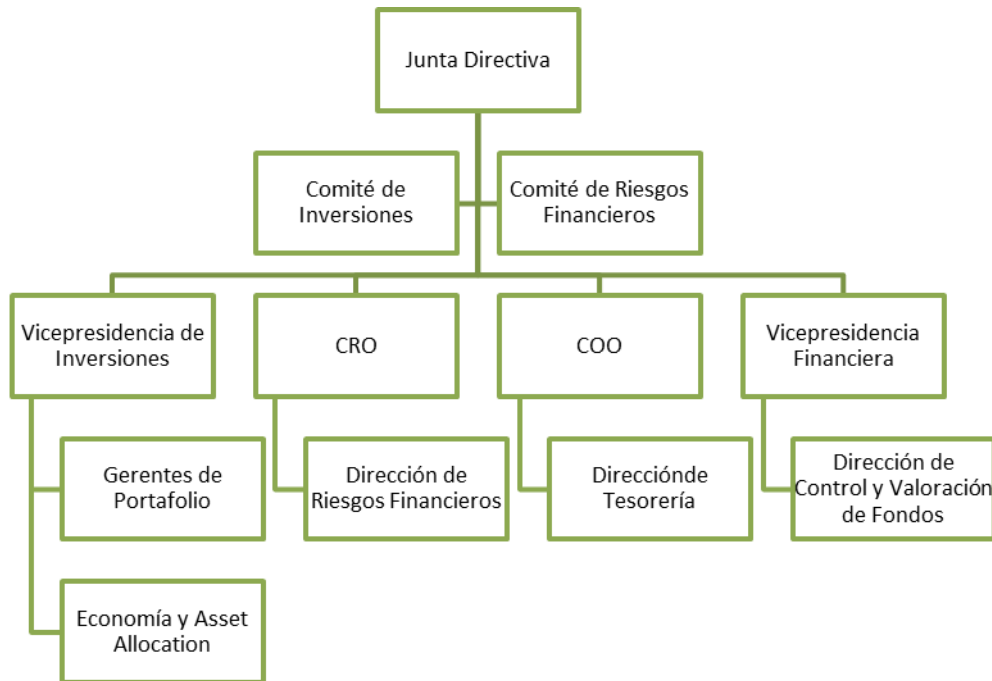 Junta Directiva
Comité de
Inversiones
Comité de Riesgos
Financieros
Vicepresidencia de
Inversiones
CRO
COO
Vicepresidencia
Financiera
Gerentes de
Portafolio
Dirección de
Riesgos Financieros
Direcciónde
Tesorería
Dirección de
Control y Valoración
de Fondos
Economía y Asset
Allocation